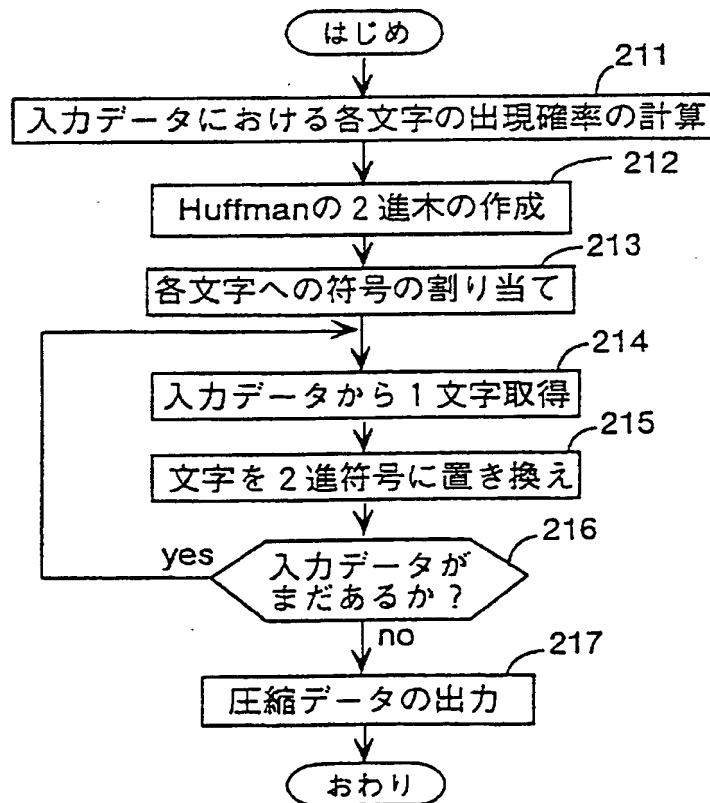 はじめ
211
入力データにおける各文字の出現確率の計算
212
Huffmanの2進木の作成
213
各文字への符号の割り当て
214
入力データから1文字取得
215
文字を2進符号に置き換え
216
yes
入力データが
まだあるか?
no
217
圧縮データの出力
おわり